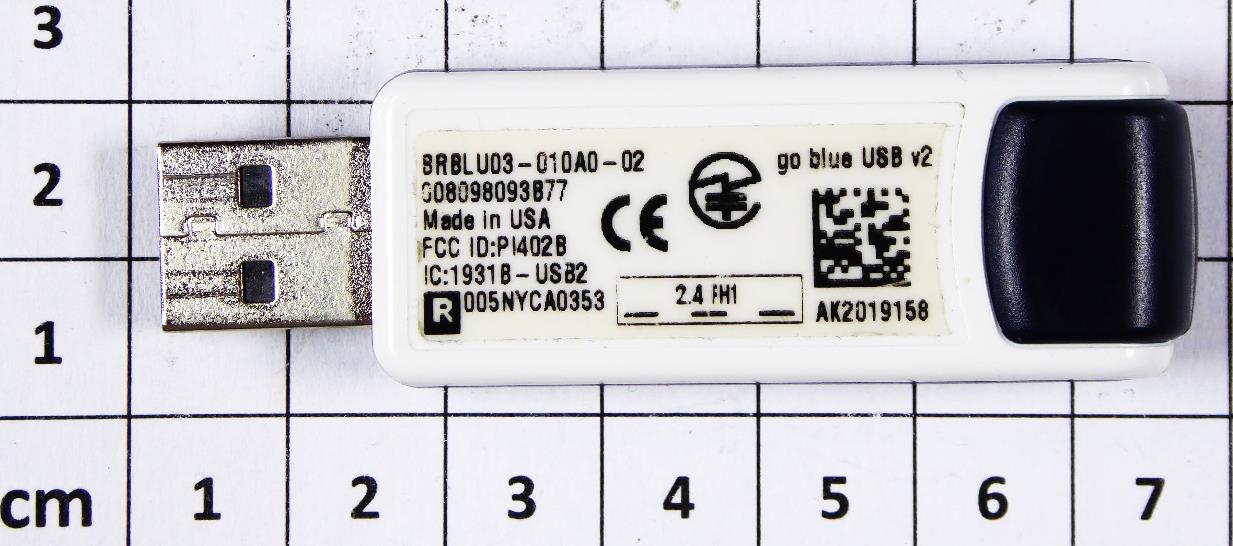 3
2
1
cm 1 2 3 4 5 6 7
BRBLU03-010A0-02
008098093B77
Made in USA
FCC ID:PI402B
IC:1931B-USB2
R 005NYCA0353
CE
2.4 FH1
go blue USB v2
AK2019158